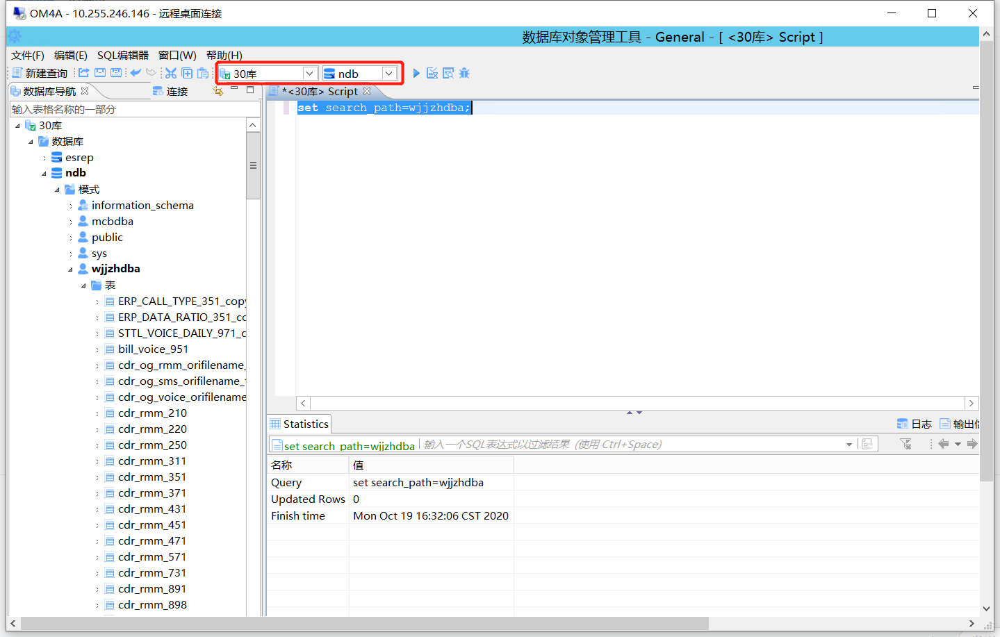 OM4A - 10.255.246.146 - 远程桌面连接
数据库对象管理工具 - General - [ <30库> Script ]
文件(F) 编辑(E) SQL编辑器 窗口(W) 帮助(H)
新建查询 30库 ndb
数据库导航 连接 *<30库> Script
输入表格名称的一部分
set search_path=wjjzhdba;
30库
数据库
esrep
ndb
模式
information_schema
mcbdba
public
sys
wjjzhdba
表
ERP_CALL_TYPE_351_copy
ERP_DATA_RATIO_351_cc
STTL_VOICE_DAILY_971_c
bill_voice_951
cdr_og_rmm_orifilename_
cdr_og_sms_orifilename_
cdr_og_voice_orifilename
cdr_rmm_210
cdr_rmm_220
cdr_rmm_250
cdr_rmm_311
cdr_rmm_351
cdr_rmm_371
cdr_rmm_431
cdr_rmm_451
cdr_rmm_471
cdr_rmm_571
cdr_rmm_731
cdr_rmm_891
cdr_rmm_898
Statistics 日志 输出信
set search_path=wjjzhdba 输入一个SQL表达式以过滤结果 (使用 Ctrl+Space)
名称 值
Query set search_path=wjjzhdba
Updated Rows 0
Finish time Mon Oct 19 16:32:06 CST 2020